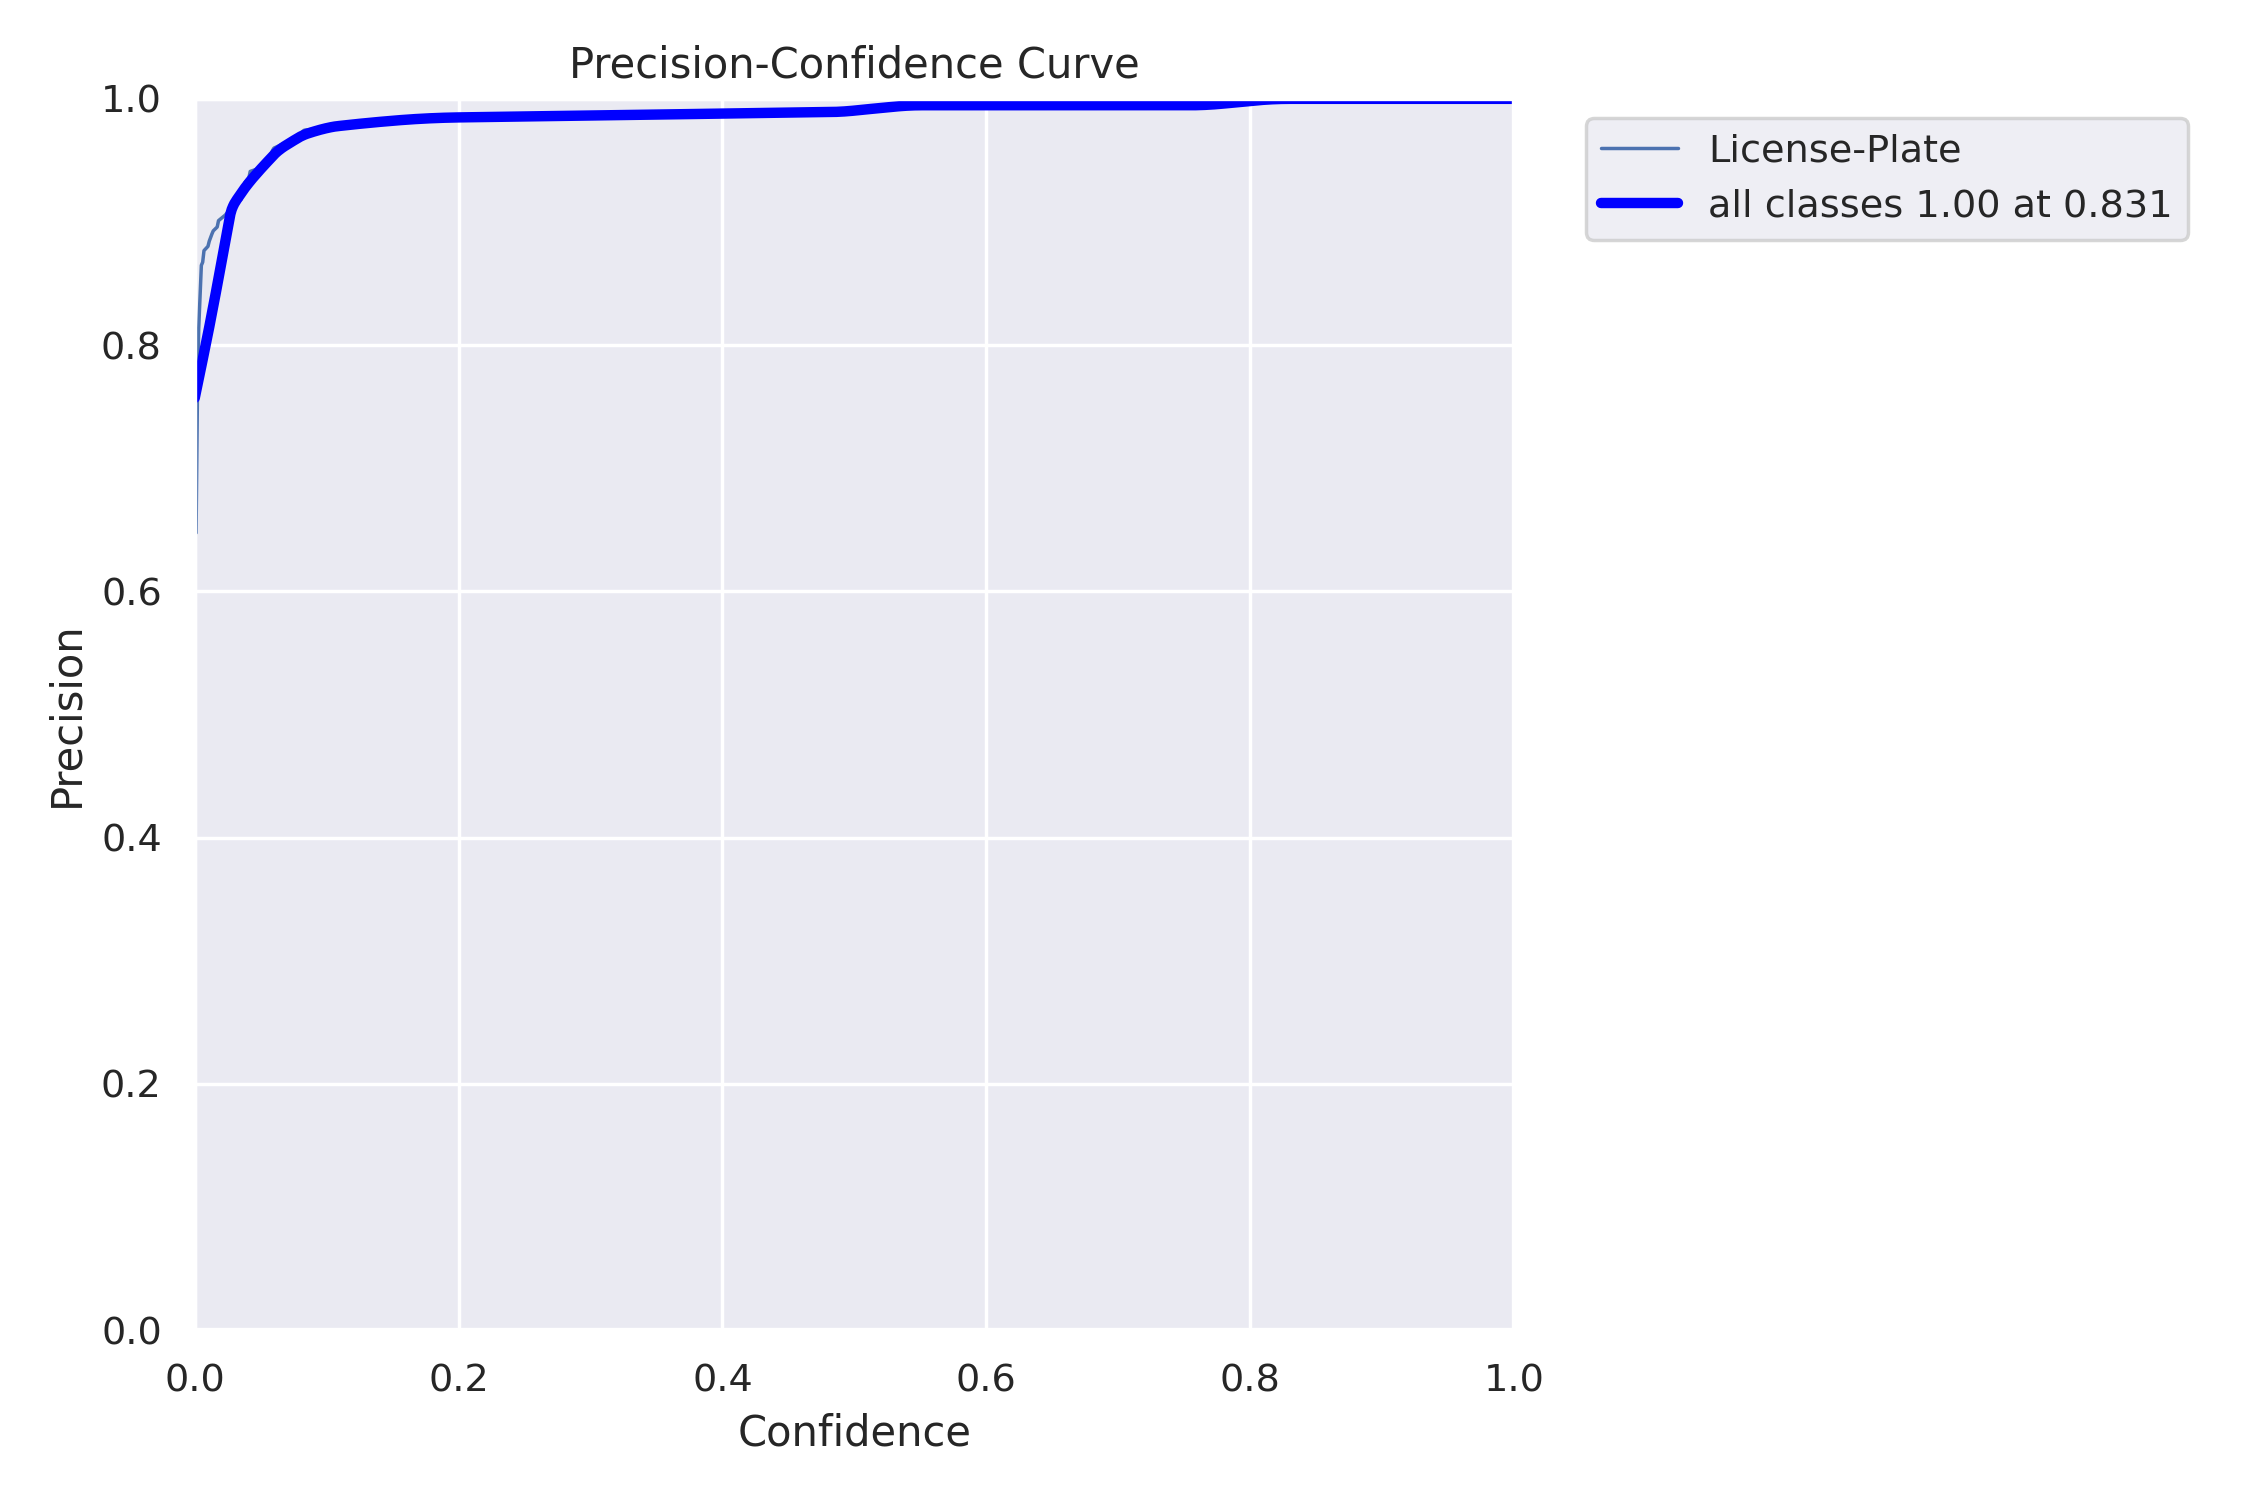 Precision-Confidence Curve
1.0
0.8
0.6
0.4
0.2
0.0
Precision
0.0 0.2 0.4 0.6 0.8 1.0
Confidence
License-Plate
all classes 1.00 at 0.831